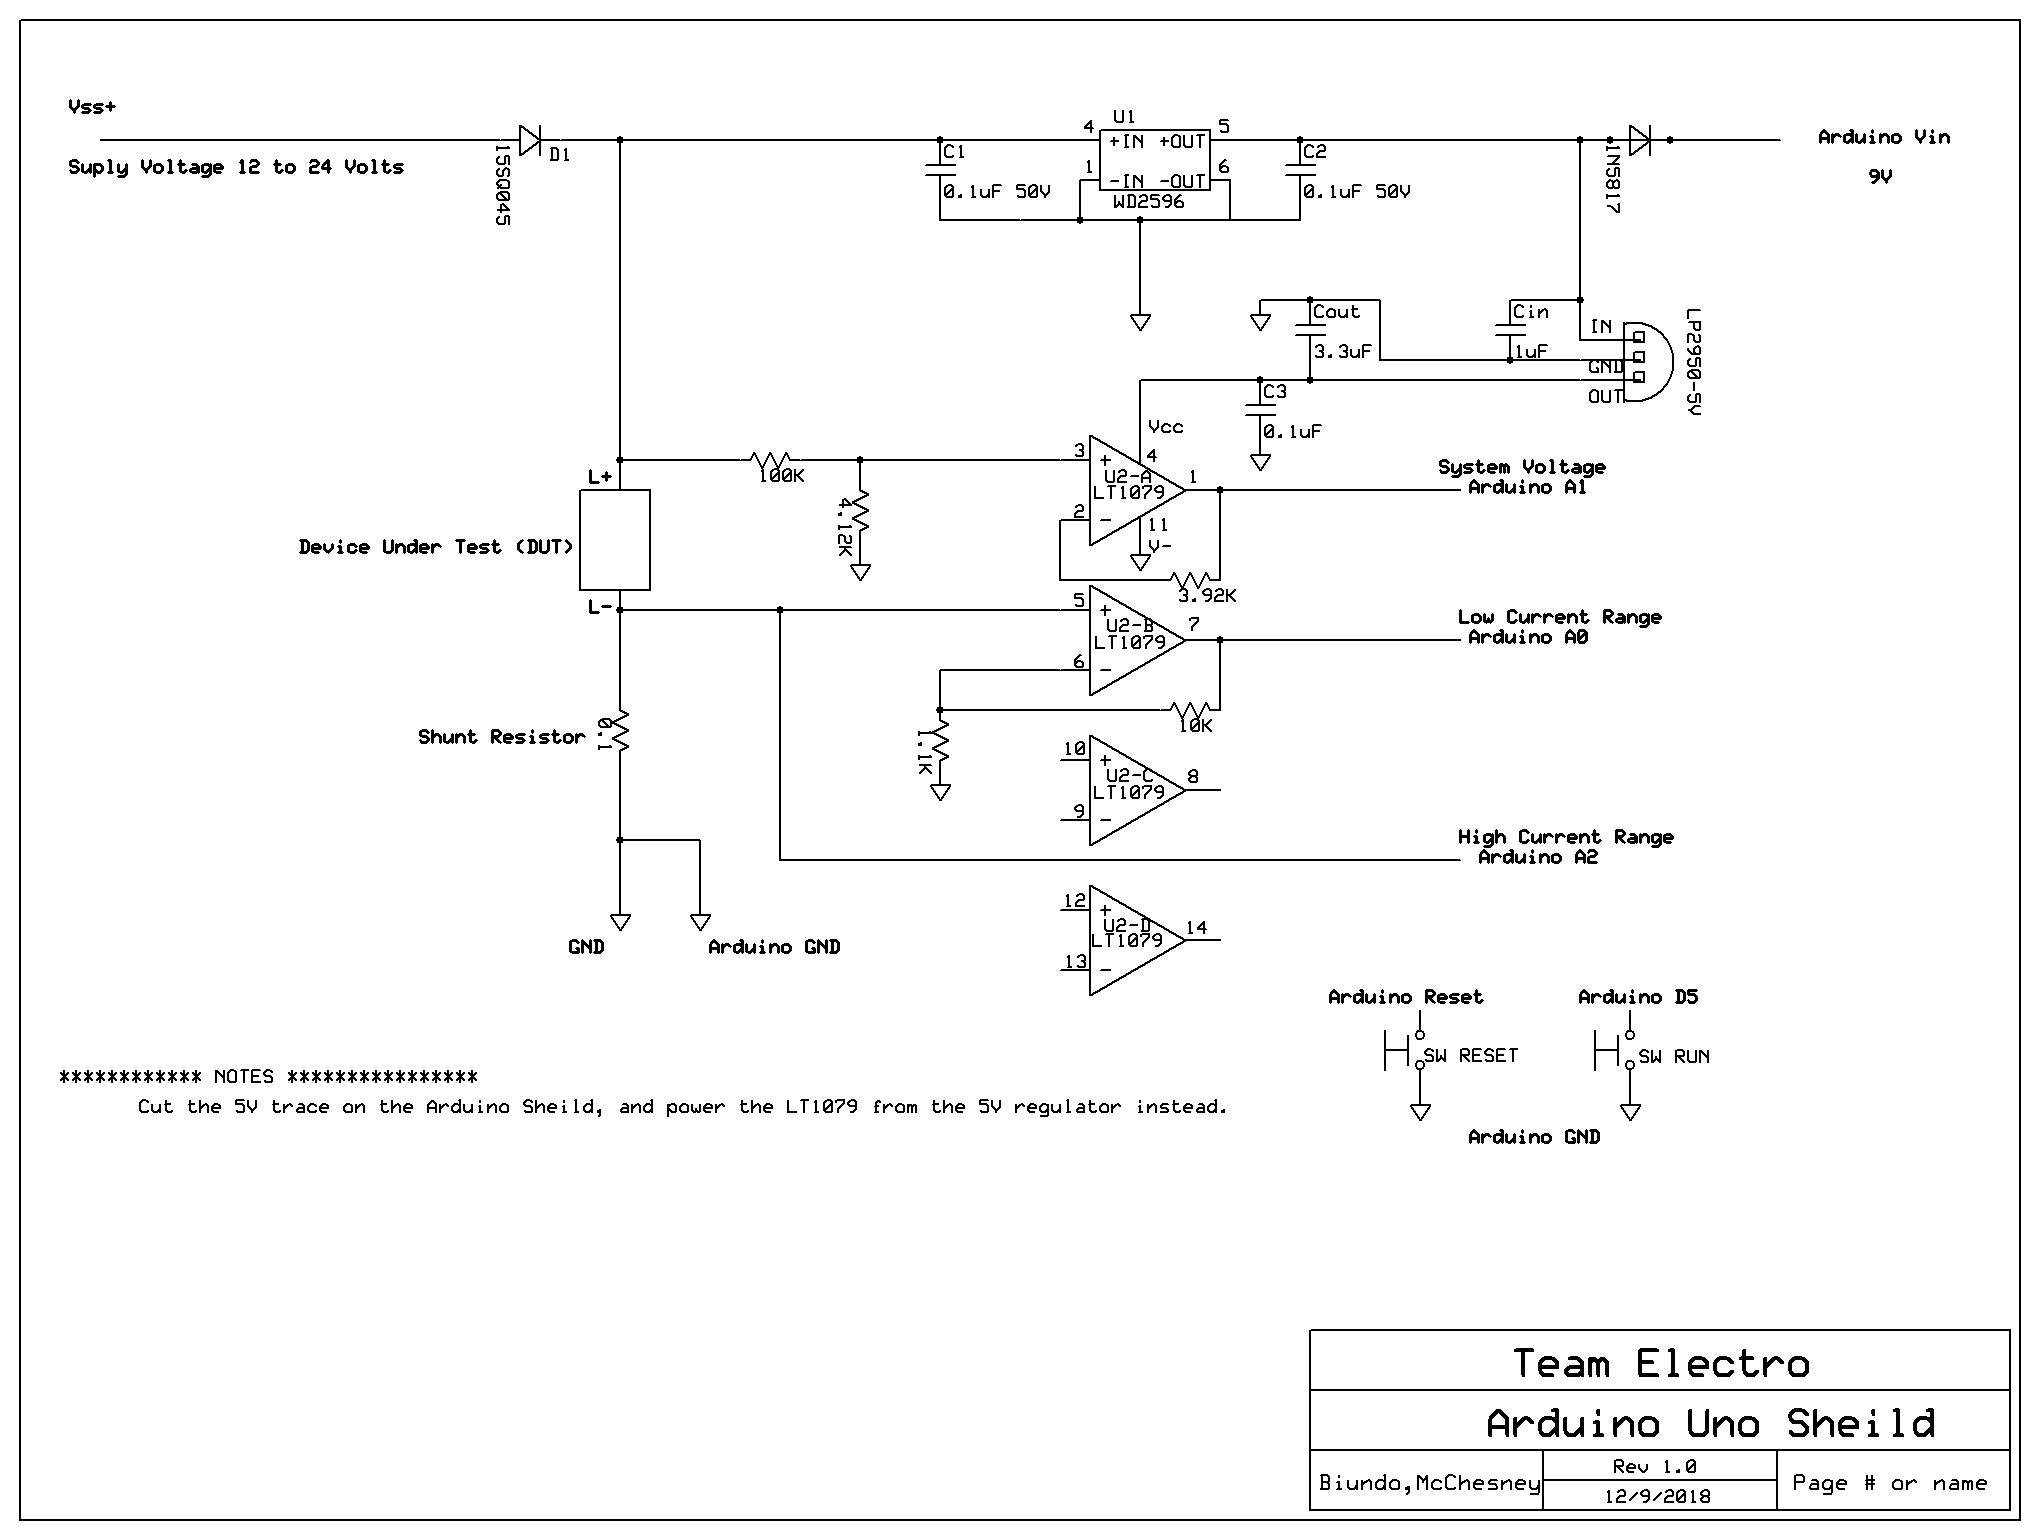 Vss+
Suply Voltage 12 to 24 Volts
15SQ045
D1
C1
0.1uF 50V
U1
4
+IN +OUT
5
1
-IN -OUT
6
WD2596
C2
0.1uF 50V
1N5817
Arduino Vin
9V
Cout
3.3uF
Cin
1uF
IN
GND
OUT
LP2950-5V
C3
0.1uF
Vcc
4
3
+
U2-A
LT1079
2
-
1
11
V-
3.92K
100K
4.12K
System Voltage
Arduino A1
L+
Device Under Test (DUT)
L-
5
+
U2-B
LT1079
6
-
7
10K
1.1K
Low Current Range
Arduino A0
Shunt Resistor
0.1
10
+
U2-C
LT1079
9
-
8
High Current Range
Arduino A2
GND
Arduino GND
12
+
U2-D
LT1079
13
-
14
Arduino Reset
SW RESET
Arduino D5
SW RUN
Arduino GND
************ NOTES ****************
Cut the 5V trace on the Arduino Sheild, and power the LT1079 from the 5V regulator instead.
Team Electro
Arduino Uno Sheild
Biundo,McChesney
Rev 1.0
12/9/2018
Page # or name